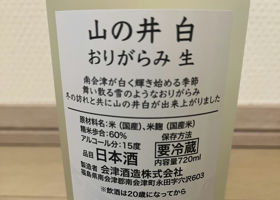 山の井 白
おりがらみ 生
南会津が白く輝き始める季節
舞い散る雪のようなおりがらみ
冬の訪れと共に山の井白が出来上がりました
原材料名:米(国産)、米麹(国産米)
精米歩合:60%
アルコール分:15度
保存方法
要冷蔵
品目 日本酒
内容量720ml
製造者 会津酒造株式会社
福島県南会津郡南会津町永田字穴沢603
※飲酒は20歳になってから